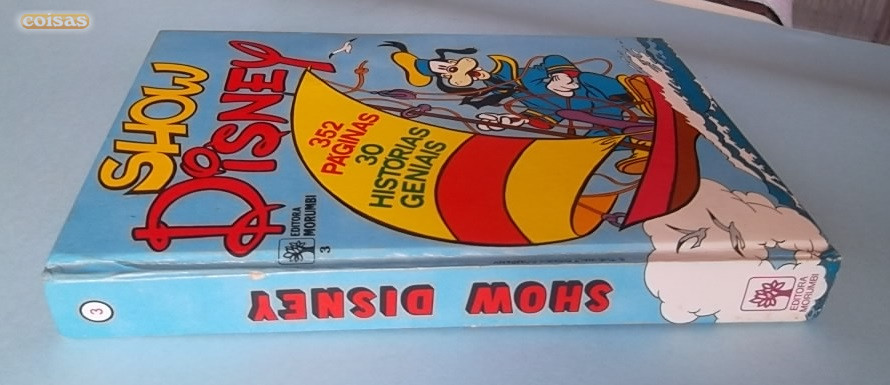 coisas
SHOW
DISNEY
352
PÁGINAS
30
HISTÓRIAS
GENIAIS
EDITORA
MORUMBI
3
SHOW DISNEY
3
EDITORA
MORUMBI